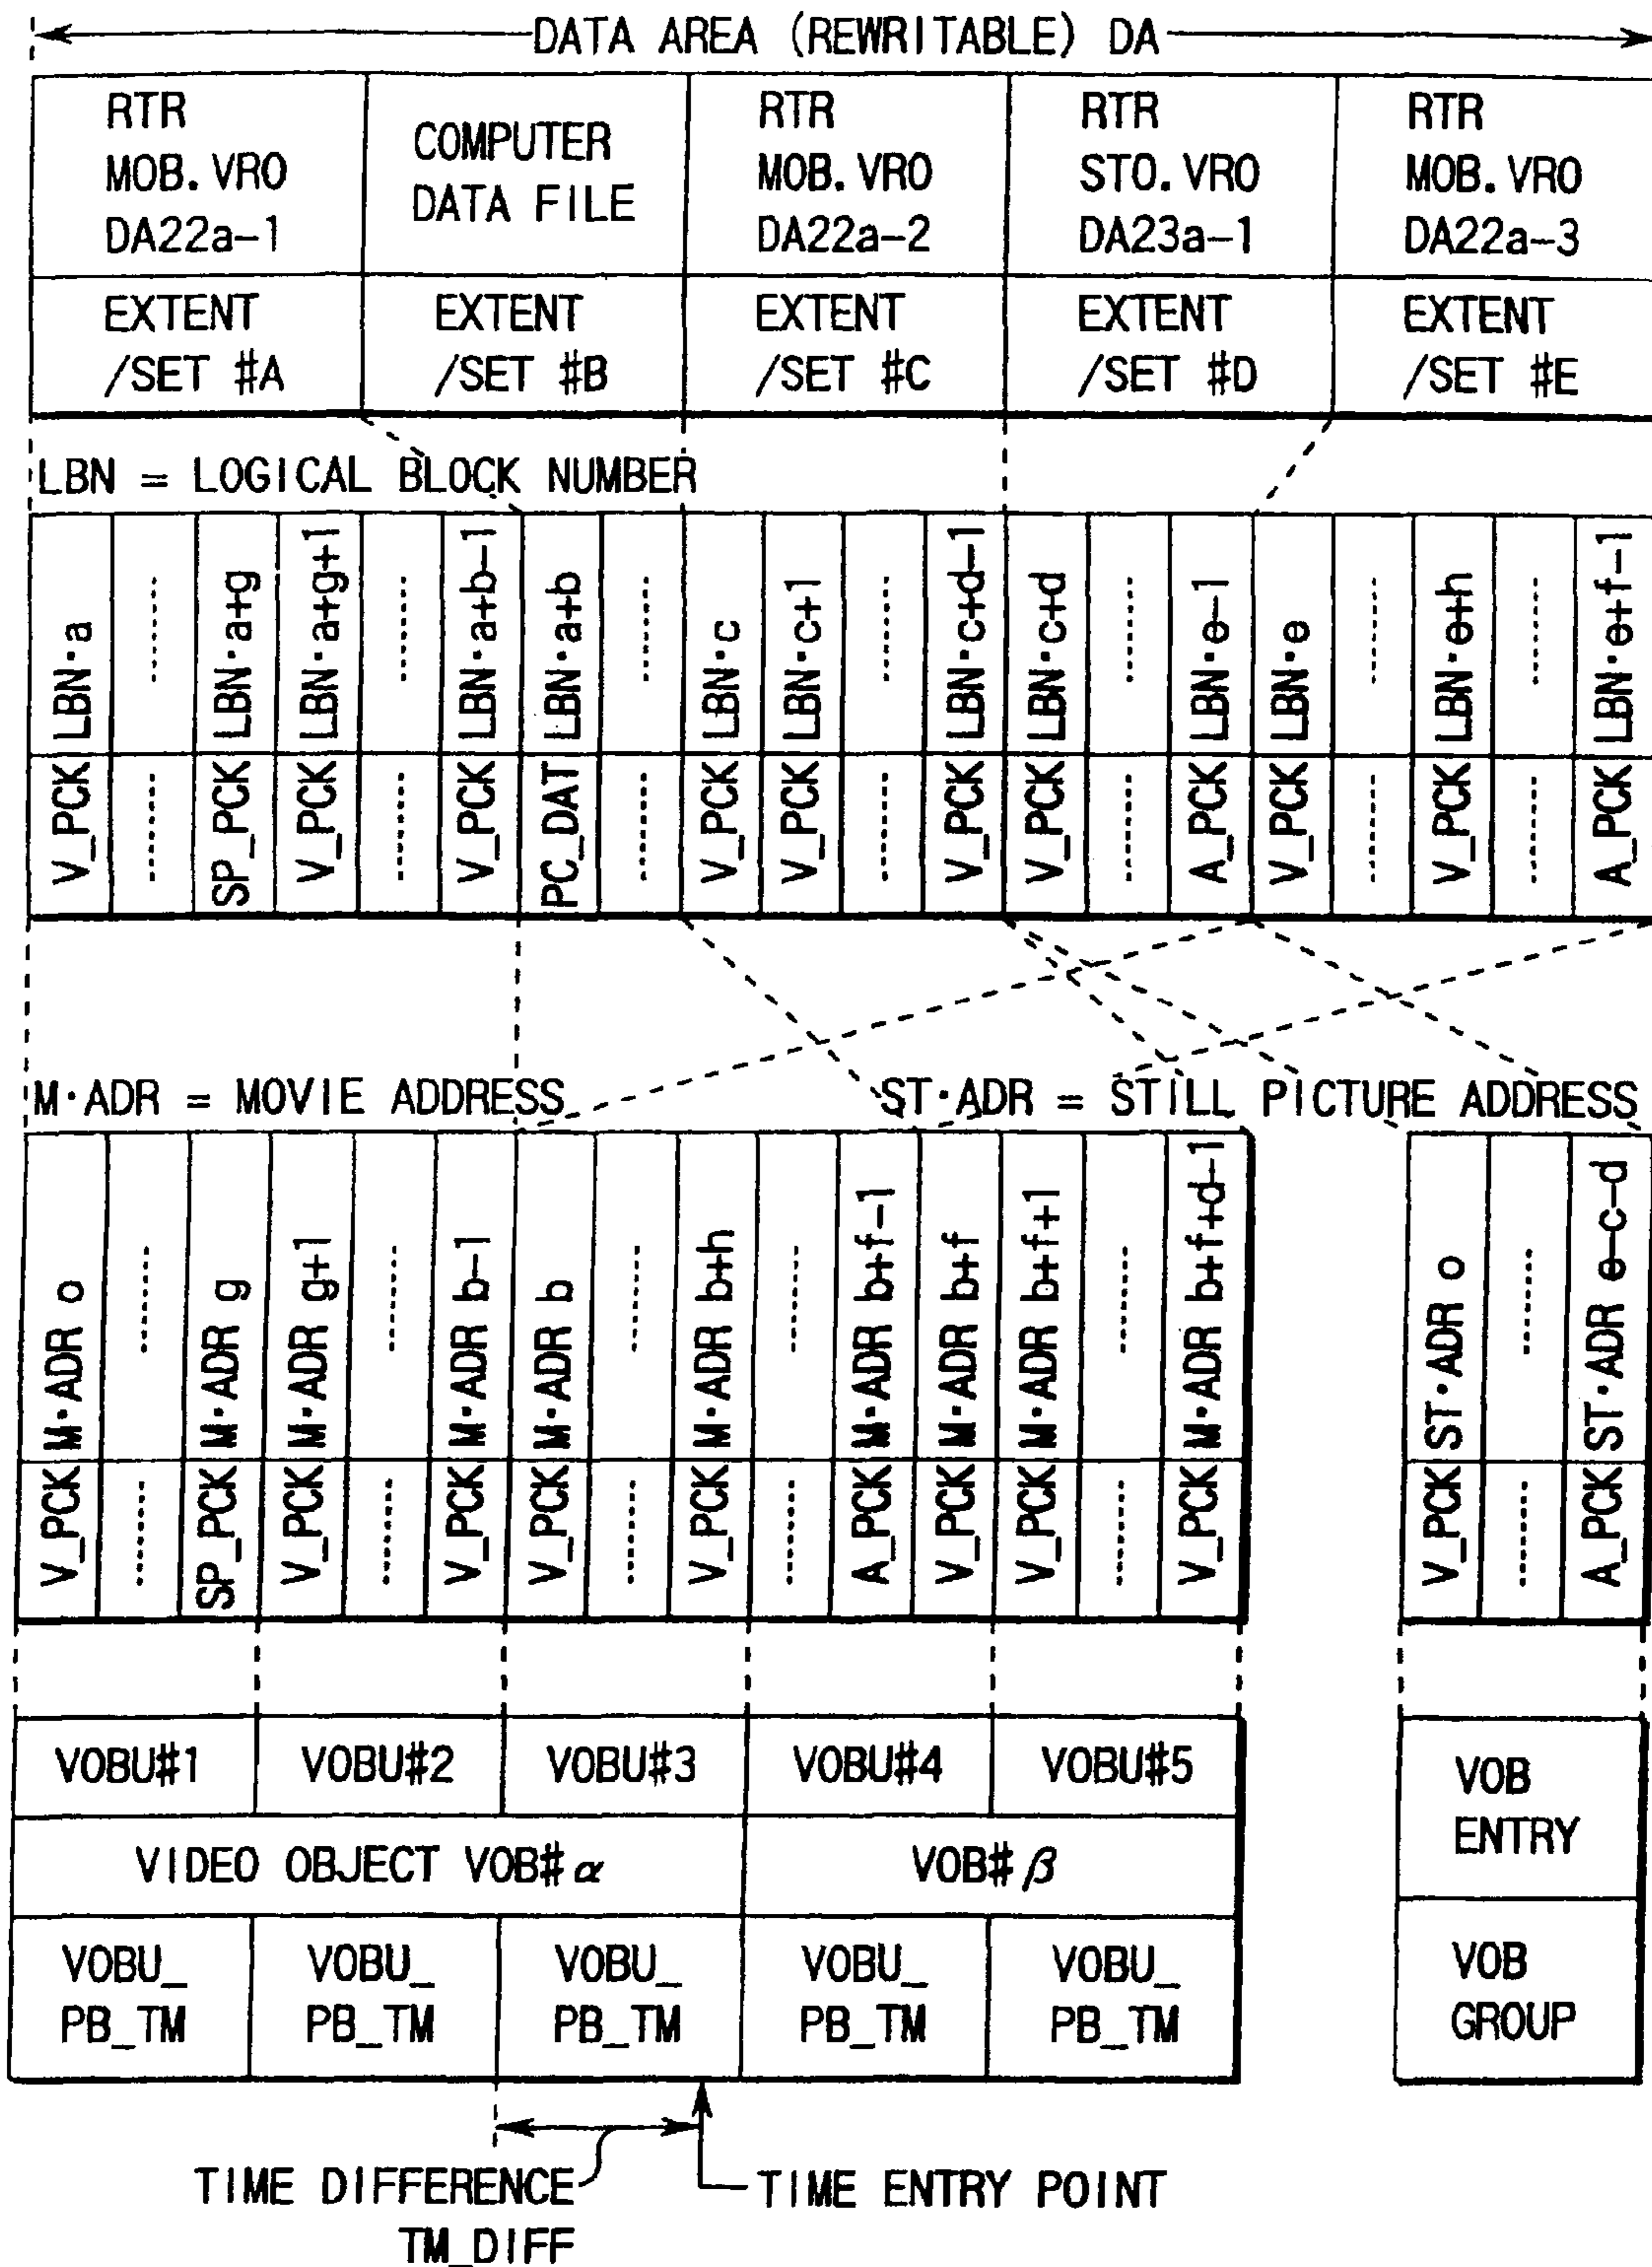 DATA AREA (REWRITABLE) DA
RTR
MOB.VRO
DA22a-1
COMPUTER
DATA FILE
RTR
MOB.VRO
DA22a-2
RTR
STO.VRO
DA23a-1
RTR
MOB.VRO
DA22a-3
EXTENT
/SET #A
EXTENT
/SET #B
EXTENT
/SET #C
EXTENT
/SET #D
EXTENT
/SET #E
LBN = LOGICAL BLOCK NUMBER
LBN·a
........
LBN·a+g
LBN·a+g+1
........
LBN·a+b-1
LBN·a+b
........
LBN·c
LBN·c+1
........
LBN·c+d-1
LBN·c+d
........
LBN·e-1
LBN·e
........
LBN·e+h
........
LBN·e+f-1
V_PCK
........
SP_PCK
V_PCK
........
V_PCK
PC_DAT
........
V_PCK
V_PCK
........
V_PCK
V_PCK
........
A_PCK
V_PCK
........
V_PCK
........
A_PCK
M·ADR = MOVIE ADDRESS
ST·ADR = STILL PICTURE ADDRESS
M·ADR o
........
M·ADR g
M·ADR g+1
........
M·ADR b-1
M·ADR b
........
M·ADR b+h
........
M·ADR b+f-1
M·ADR b+f
M·ADR b+f+1
........
M·ADR b+f+d-1
ST·ADR o
........
ST·ADR e-c-d
V_PCK
........
SP_PCK
V_PCK
........
V_PCK
V_PCK
........
V_PCK
........
A_PCK
V_PCK
V_PCK
........
V_PCK
V_PCK
........
A_PCK
VOBU#1
VOBU#2
VOBU#3
VOBU#4
VOBU#5
VOB
ENTRY
VIDEO OBJECT VOB#α
VOB#β
VOBU_
PB_TM
VOBU_
PB_TM
VOBU_
PB_TM
VOBU_
PB_TM
VOBU_
PB_TM
VOB
GROUP
TIME DIFFERENCE
TM_DIFF
TIME ENTRY POINT